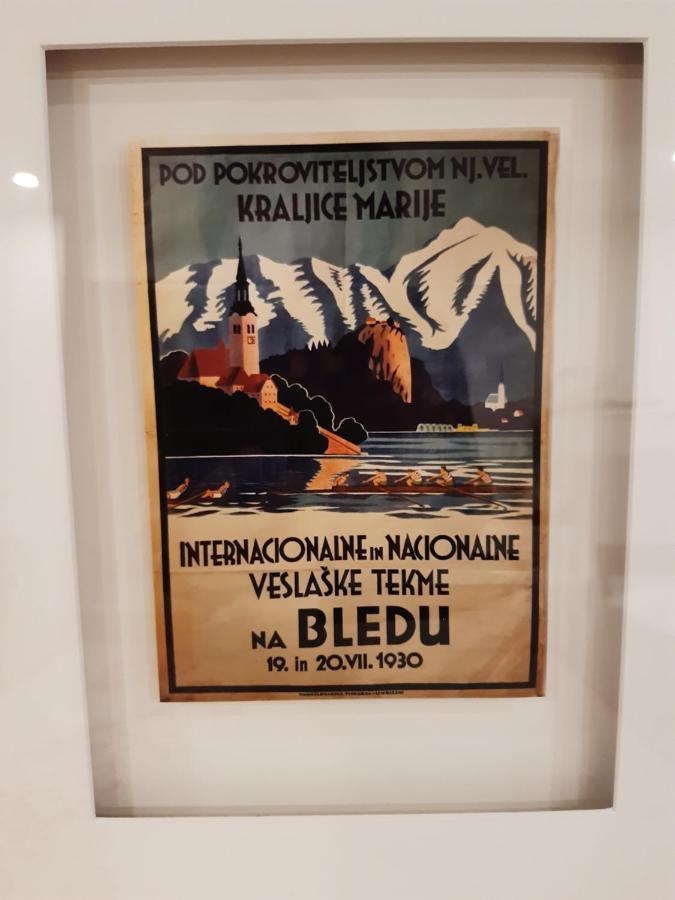 POD POKROVITELJSTVOM NJ. VEL.
KRALJICE MARIJE
INTERNACIONALNE in NACIONALNE
VESLAŠKE TEKME
NA BLEDU
19. in 20. VII. 1930